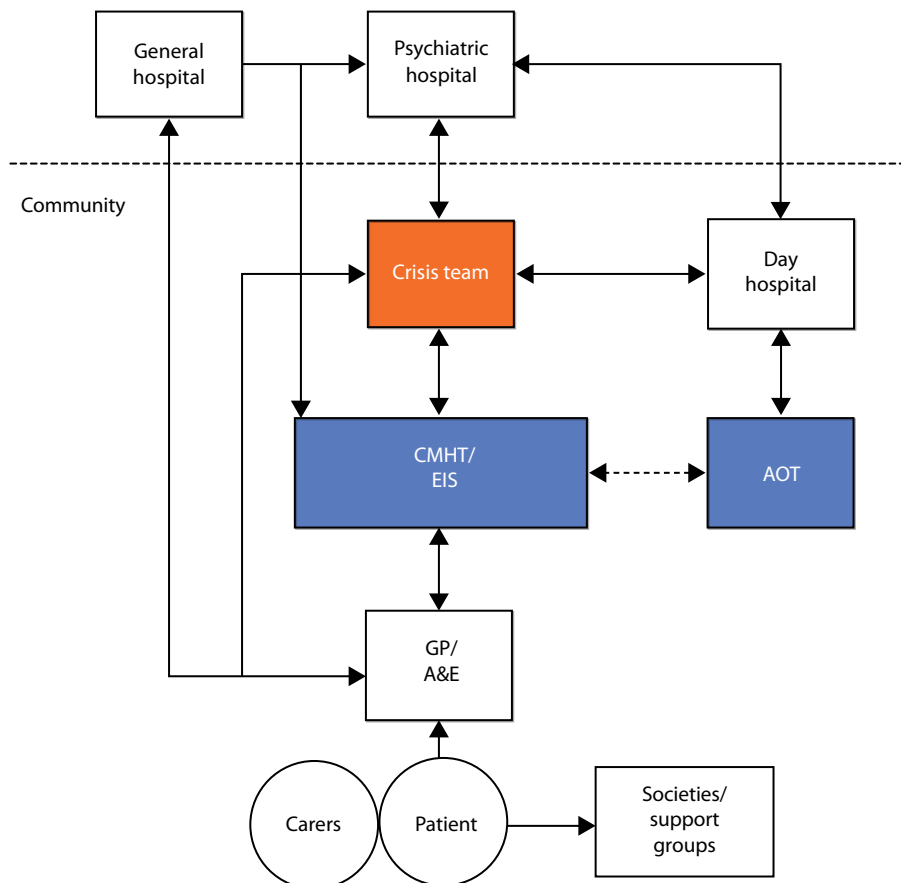 General
hospital
Psychiatric
hospital
Community
Crisis team
Day
hospital
CMHT/
EIS
AOT
GP/
A&E
Carers
Patient
Societies/
support
groups